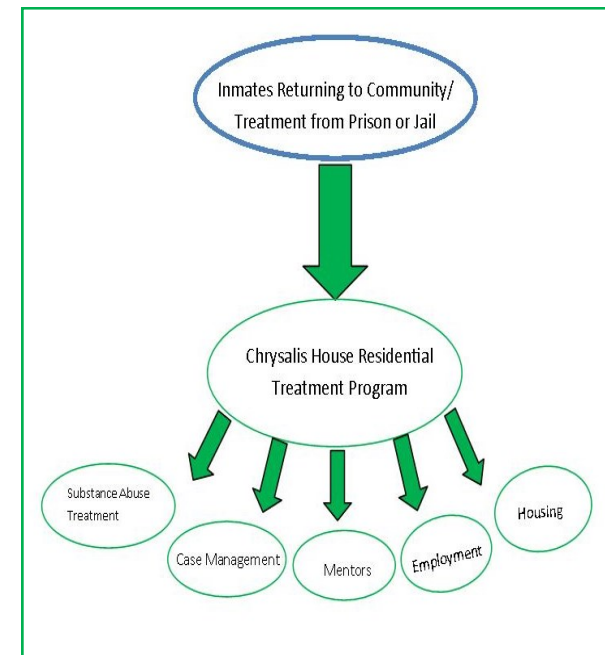 Inmates Returning to Community/
Treatment from Prison or Jail
Chrysalis House Residential
Treatment Program
Substance Abuse
Treatment
Case Management
Mentors
Employment
Housing